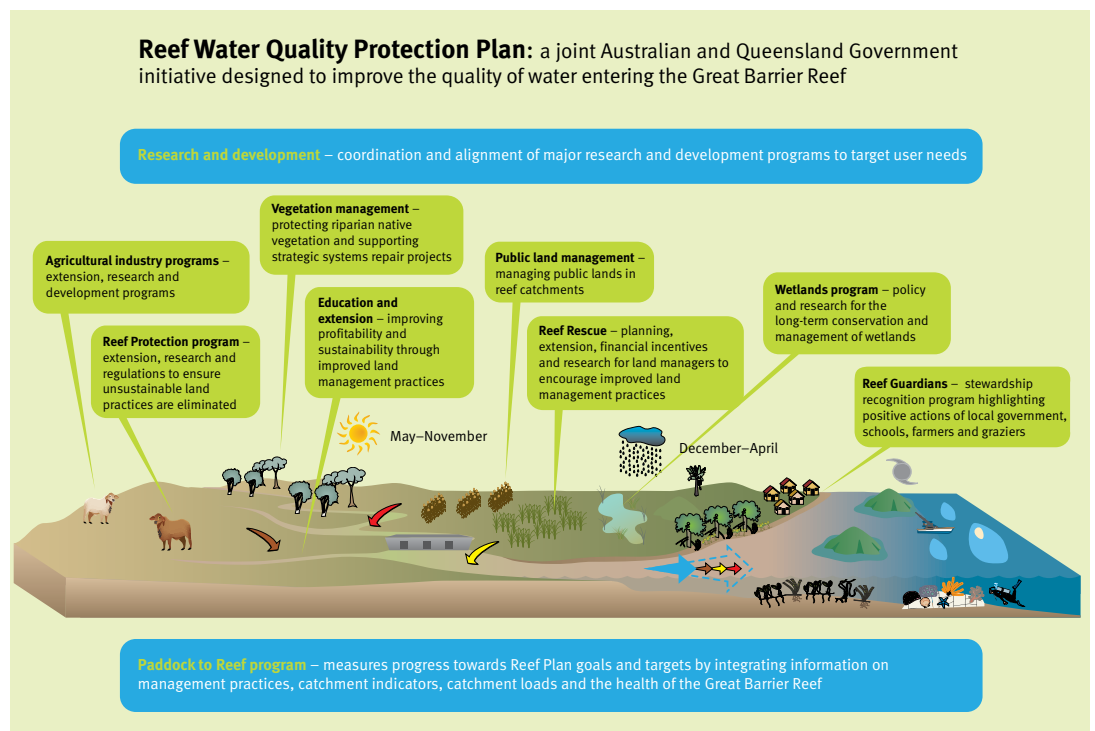 Reef Water Quality Protection Plan: a joint Australian and Queensland Government
initiative designed to improve the quality of water entering the Great Barrier Reef
Research and development – coordination and alignment of major research and development programs to target user needs
Vegetation management –
protecting riparian native
vegetation and supporting
strategic systems repair projects
Agricultural industry programs –
extension, research and
development programs
Public land management –
managing public lands in
reef catchments
Education and
extension – improving
profitability and
sustainability through
improved land
management practices
Wetlands program – policy
and research for the
long-term conservation and
management of wetlands
Reef Protection program –
extension, research and
regulations to ensure
unsustainable land
practices are eliminated
Reef Rescue – planning,
extension, financial incentives
and research for land managers to
encourage improved land
management practices
Reef Guardians – stewardship
recognition program highlighting
positive actions of local government,
schools, farmers and graziers
May–November
December–April
Paddock to Reef program – measures progress towards Reef Plan goals and targets by integrating information on
management practices, catchment indicators, catchment loads and the health of the Great Barrier Reef